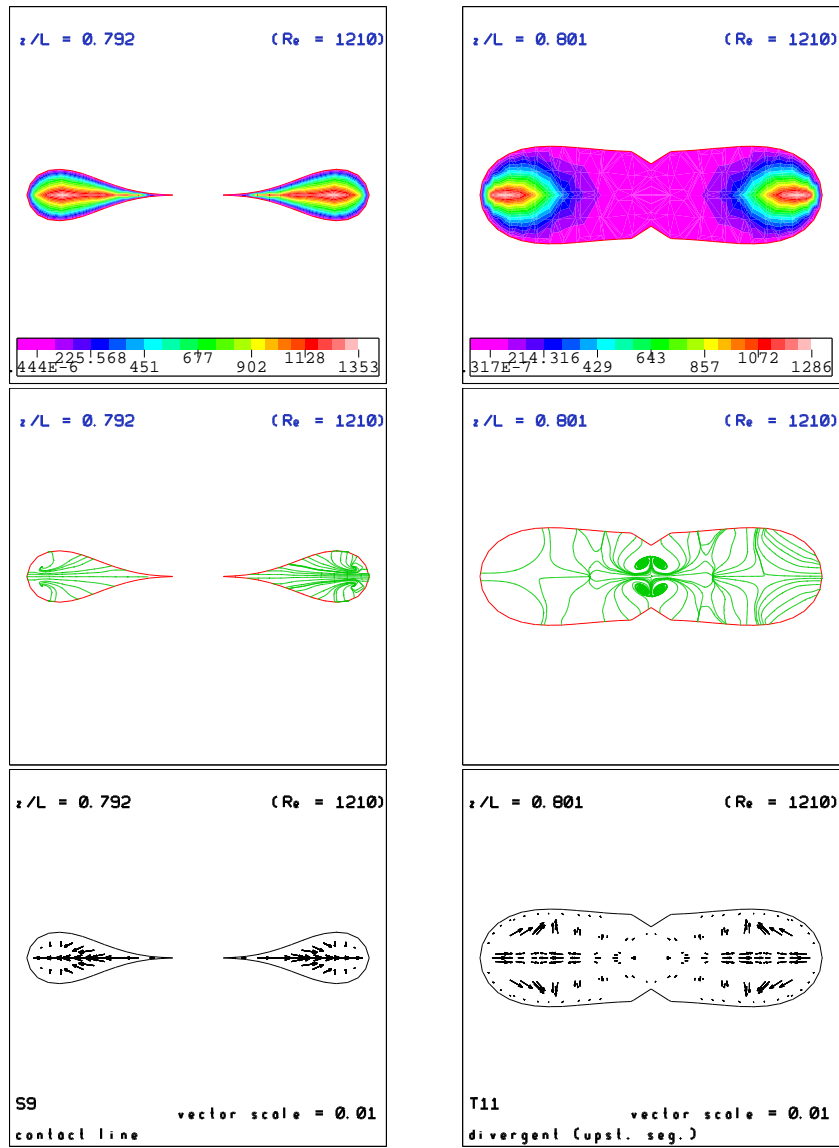 z/L = 0.792 (Re = 1210)
z/L = 0.801 (Re = 1210)
.444E-6 225.568 451 677 902 1128 1353
.317E-7 214.316 429 643 857 1072 1286
z/L = 0.792 (Re = 1210)
z/L = 0.801 (Re = 1210)
z/L = 0.792 (Re = 1210)
z/L = 0.801 (Re = 1210)
S9
vector scale = 0.01
contact line
T11
vector scale = 0.01
divergent (upst. seg.)